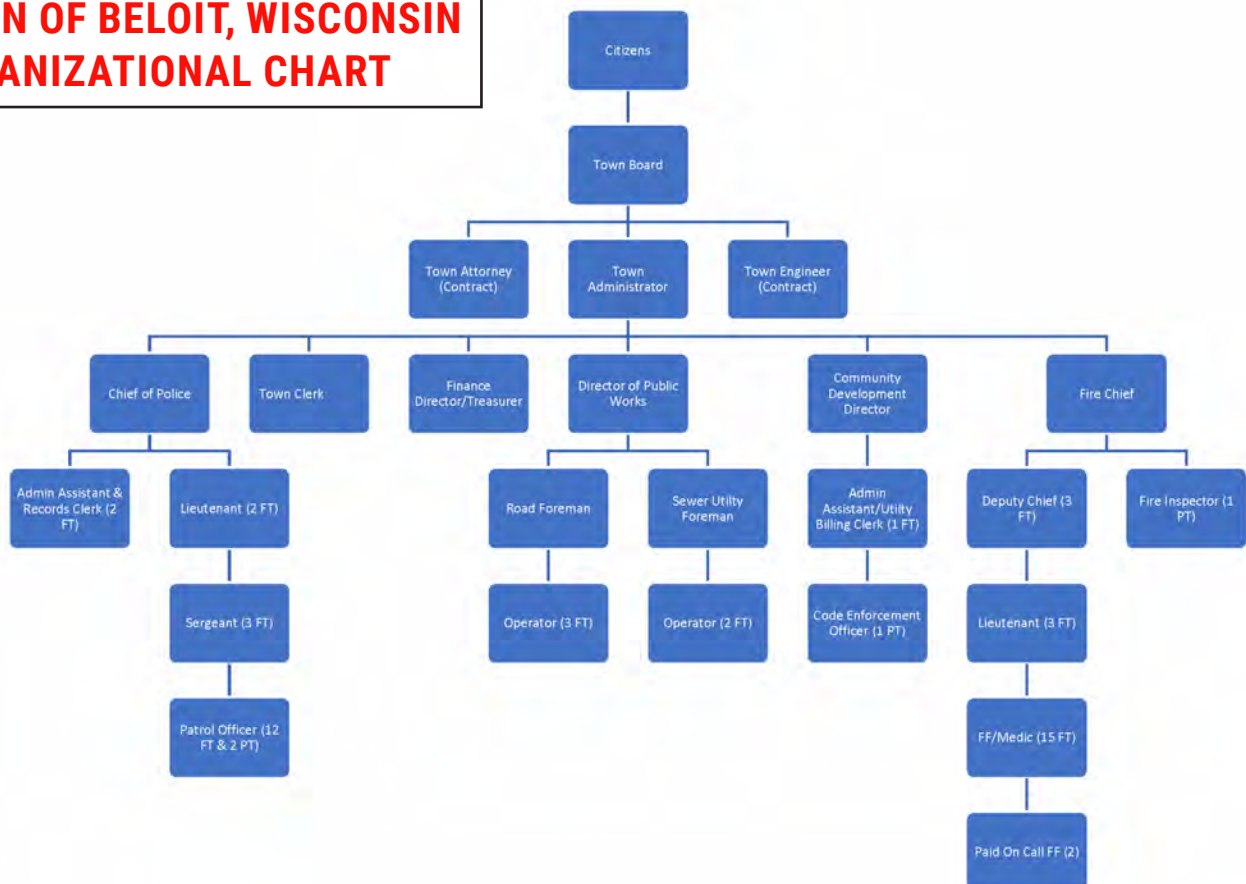 N OF BELOIT, WISCONSIN
ANIZATIONAL CHART
Citizens
Town Board
Town Attorney
(Contract)
Town
Administrator
Town Engineer
(Contract)
Chief of Police
Town Clerk
Finance
Director/Treasurer
Director of Public
Works
Community
Development
Director
Fire Chief
Admin Assistant &
Records Clerk (2
FT)
Lieutenant (2 FT)
Road Foreman
Sewer Utilty
Foreman
Admin
Assistant/Utilty
Billing Clerk (1 FT)
Deputy Chief (3
FT)
Fire Inspector (1
PT)
Sergeant (3 FT)
Operator (3 FT)
Operator (2 FT)
Code Enforcement
Officer (1 PT)
Lieutenant (3 FT)
Patrol Officer (12
FT & 2 PT)
FF/Medic (15 FT)
Paid On Call FF (2)